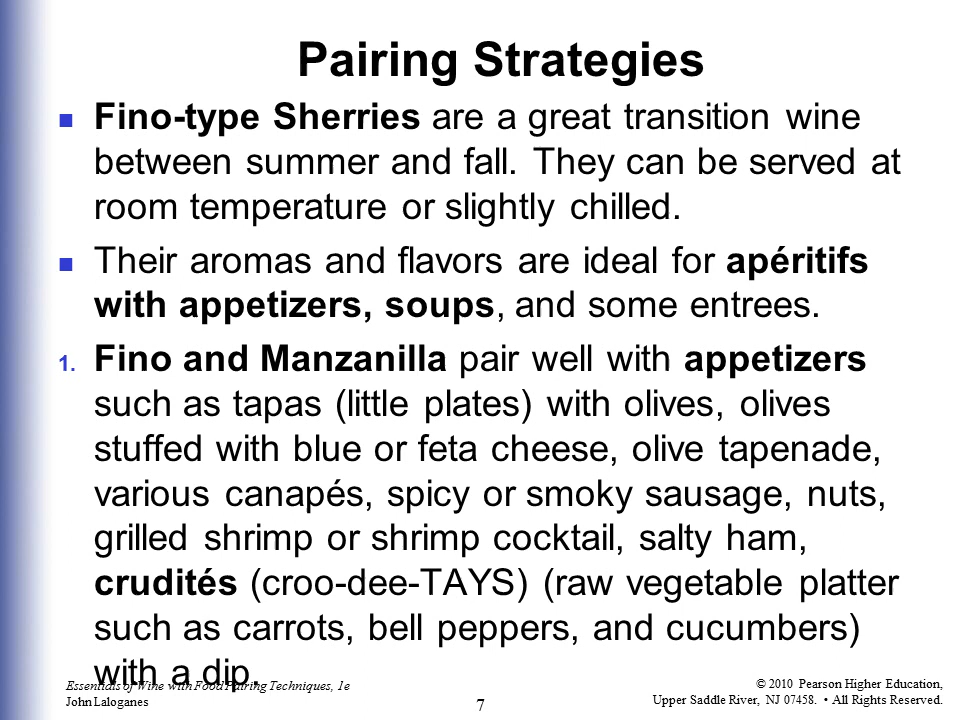 Pairing Strategies
Fino-type Sherries are a great transition wine
between summer and fall. They can be served at
room temperature or slightly chilled.
Their aromas and flavors are ideal for apéritifs
with appetizers, soups, and some entrees.
1. Fino and Manzanilla pair well with appetizers
such as tapas (little plates) with olives, olives
stuffed with blue or feta cheese, olive tapenade,
various canapés, spicy or smoky sausage, nuts,
grilled shrimp or shrimp cocktail, salty ham,
crudités (croo-dee-TAYS) (raw vegetable platter
such as carrots, bell peppers, and cucumbers)
with a dip.
Essentials of Wine with Food Pairing Techniques, 1e
John Laloganes
7
© 2010 Pearson Higher Education,
Upper Saddle River, NJ 07458. • All Rights Reserved.